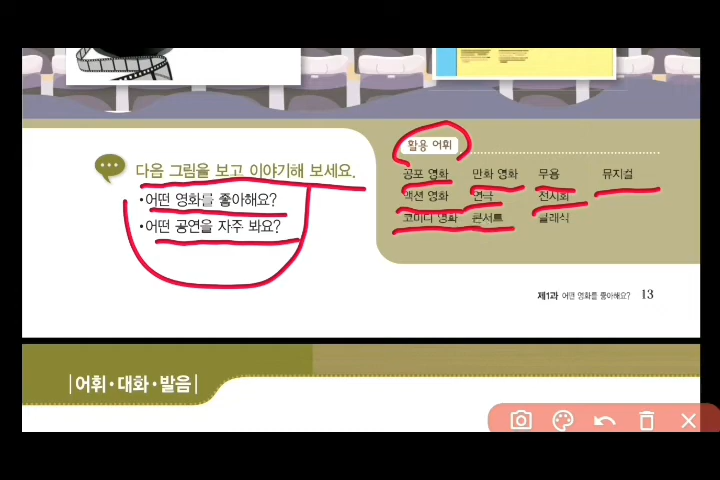 다음 그림을 보고 이야기해 보세요.
•어떤 영화를 좋아해요?
•어떤 공연을 자주 봐요?
활용 어휘
공포 영화 만화 영화 무용 뮤지컬
액션 영화 연극 전시회
코미디 영화 콘서트 클래식
제1과 어떤 영화를 좋아해요? 13
|어휘•대화•발음|